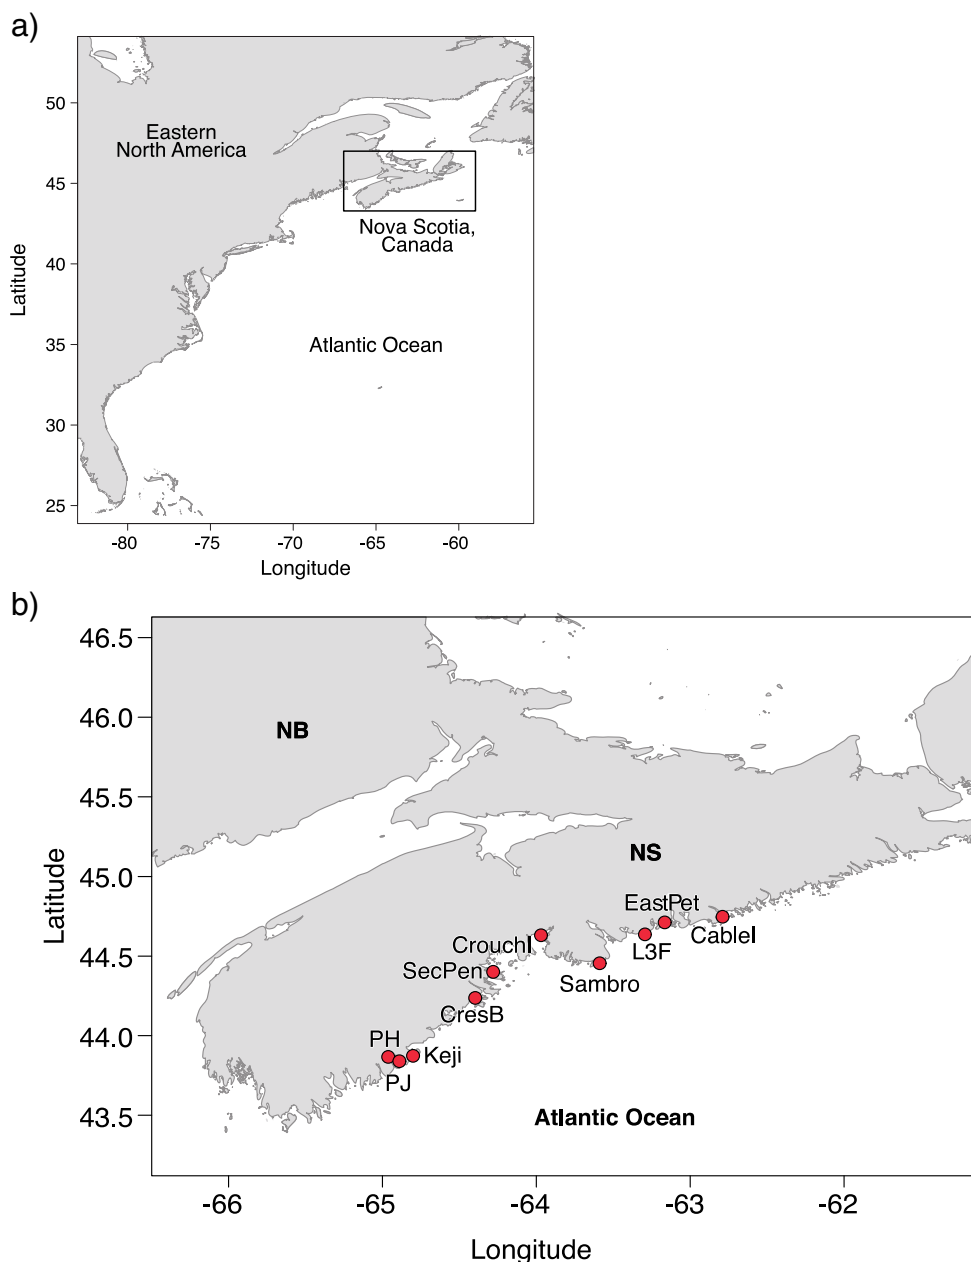 a)
50
45
40
35
30
25
Latitude
Eastern
North America
Nova Scotia,
Canada
Atlantic Ocean
-80
-75
-70
-65
-60
Longitude
b)
46.5
46.0
45.5
45.0
44.5
44.0
43.5
Latitude
NB
NS
EastPet
CableI
L3F
CrouchI
Sambro
SecPen
CresB
PH
Keji
PJ
Atlantic Ocean
-66
-65
-64
-63
-62
Longitude